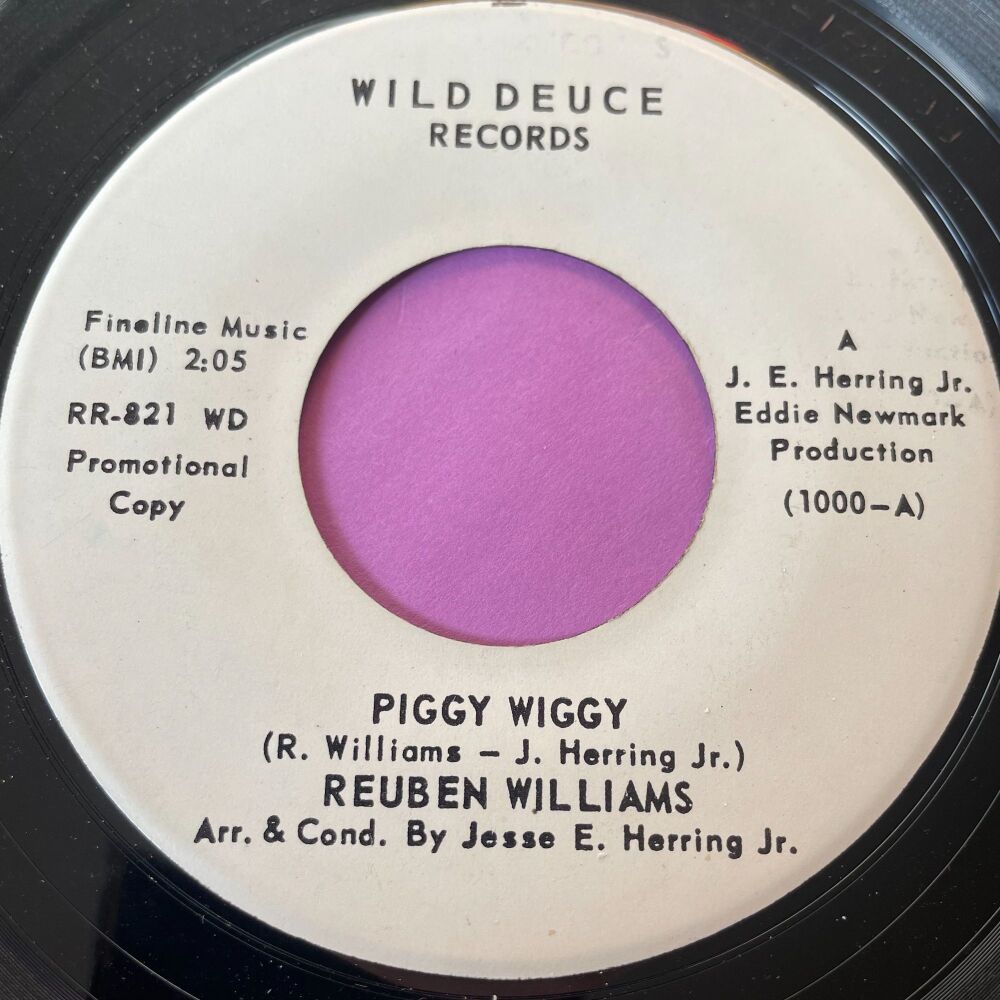 WILD DEUCE
RECORDS
Fineline Music
(BMI) 2:05
RR-821 WD
Promotional
Copy
A
J. E. Herring Jr.
Eddie Newmark
Production
(1000-A)
PIGGY WIGGY
(R. Williams - J. Herring Jr.)
REUBEN WILLIAMS
Arr. & Cond. By Jesse E. Herring Jr.